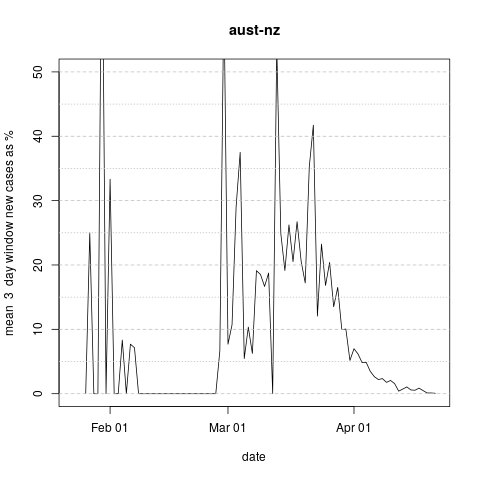 aust-nz
mean 3 day window new cases as %
50
40
30
20
10
0
Feb 01
Mar 01
Apr 01
date